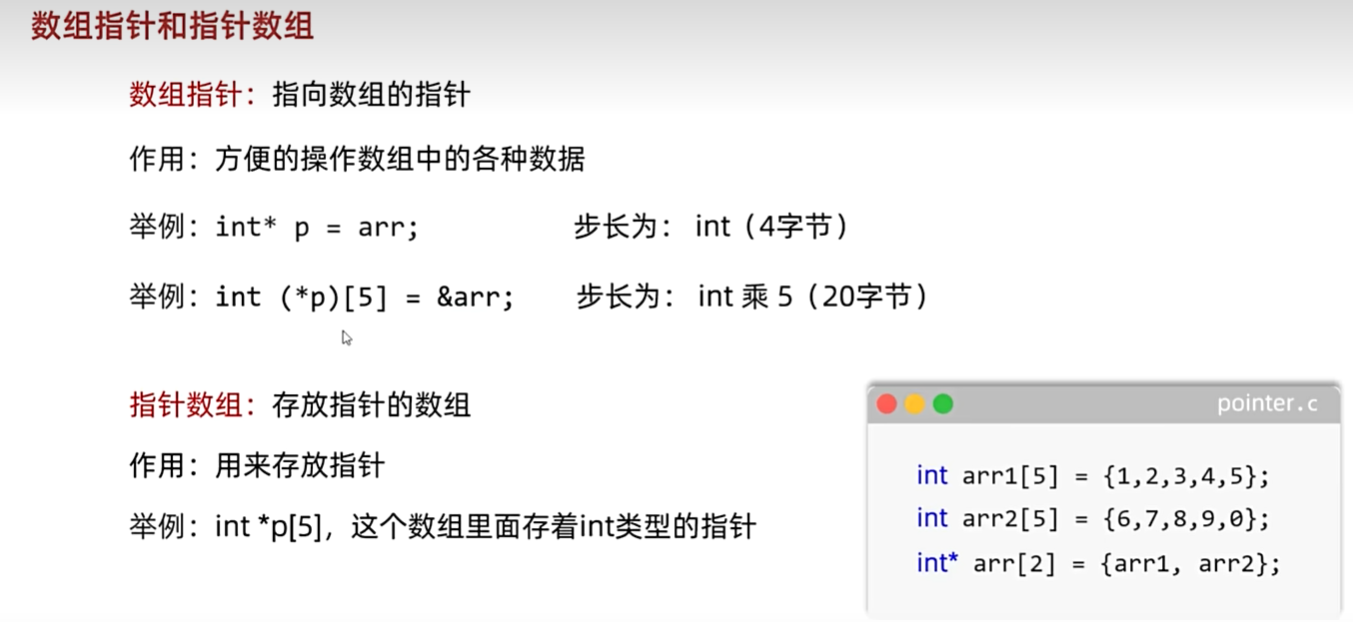 数组指针和指针数组
数组指针：指向数组的指针
作用：方便的操作数组中的各种数据
举例：int* p = arr; 步长为： int（4字节）
举例：int (*p)[5] = &arr; 步长为： int 乘 5（20字节）
指针数组：存放指针的数组
作用：用来存放指针
举例：int *p[5]，这个数组里面存着int类型的指针
pointer.c
int arr1[5] = {1,2,3,4,5};
int arr2[5] = {6,7,8,9,0};
int* arr[2] = {arr1, arr2};